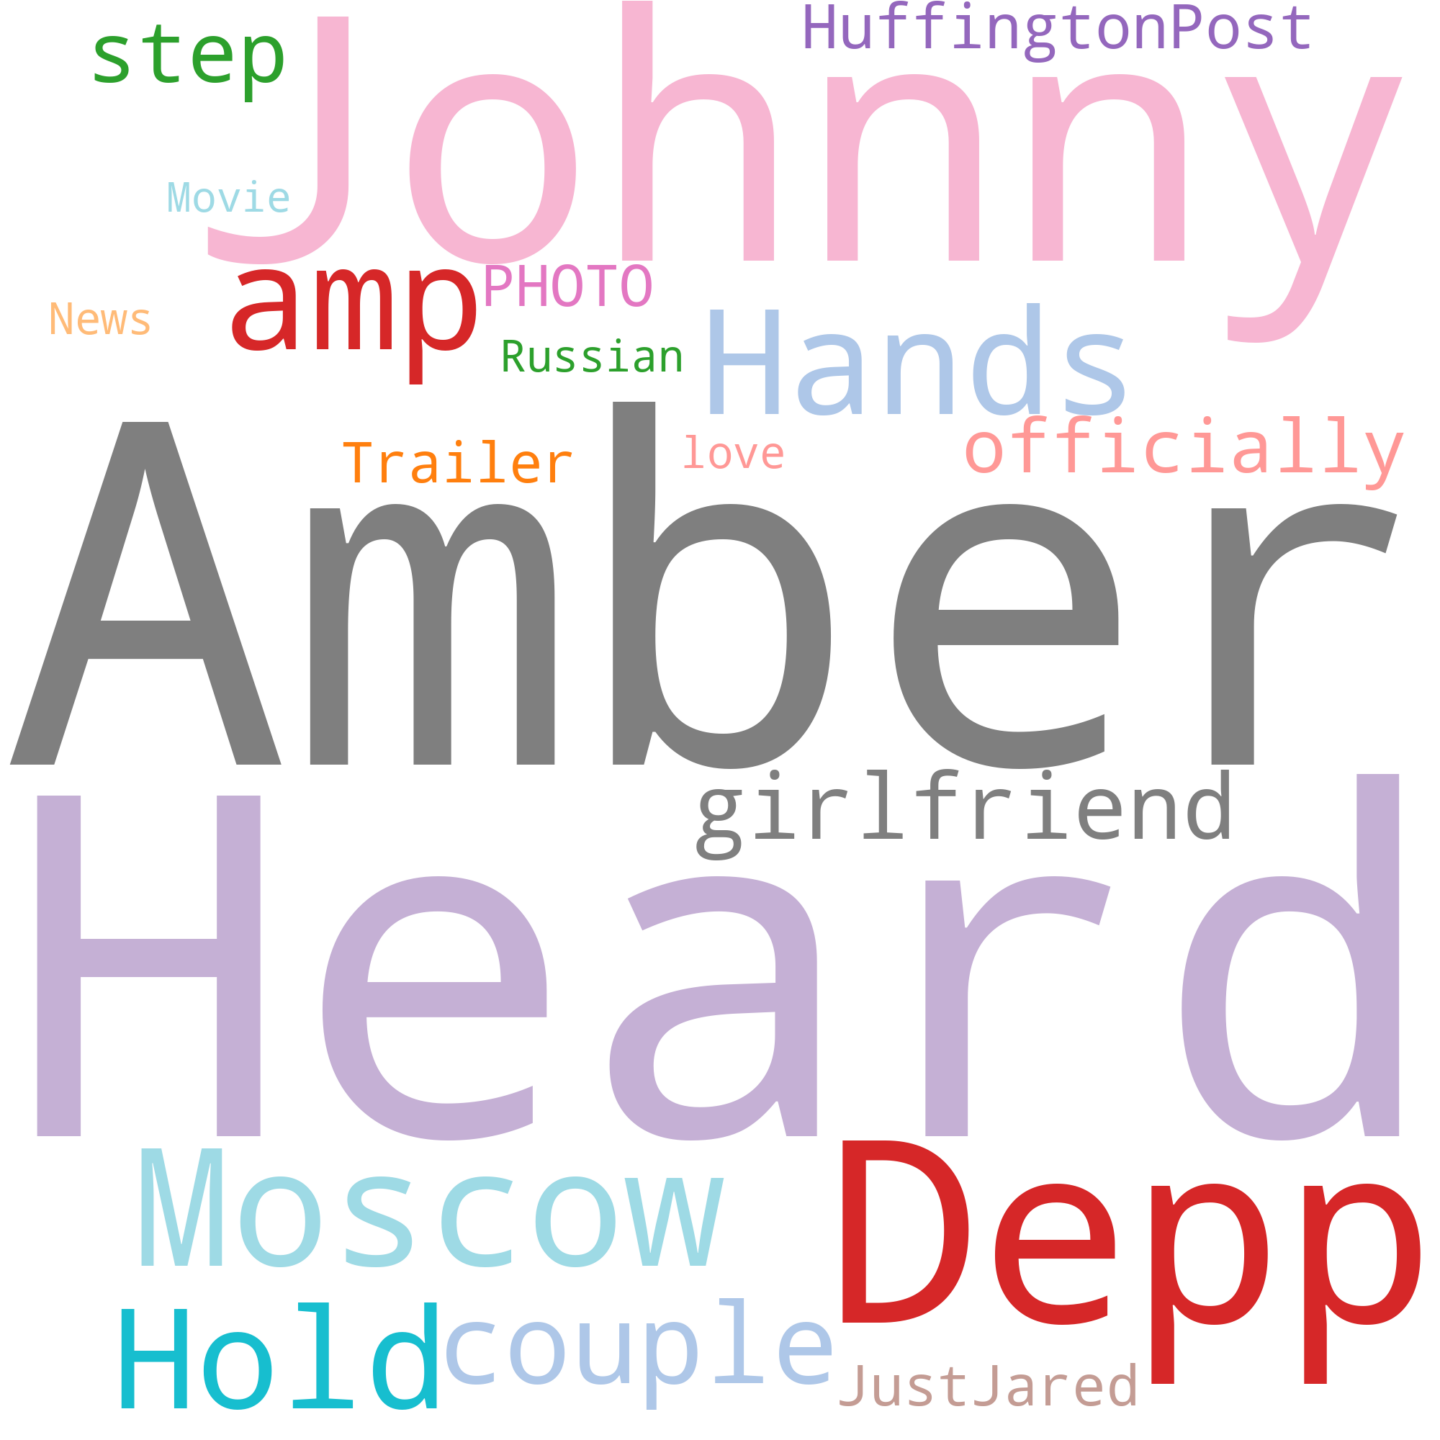 step
HuffingtonPost
Johnny
Movie
amp
PHOTO
News
Russian
Hands
Trailer
love
officially
Amber
girlfriend
Heard
Moscow
Depp
Hold
couple
JustJared